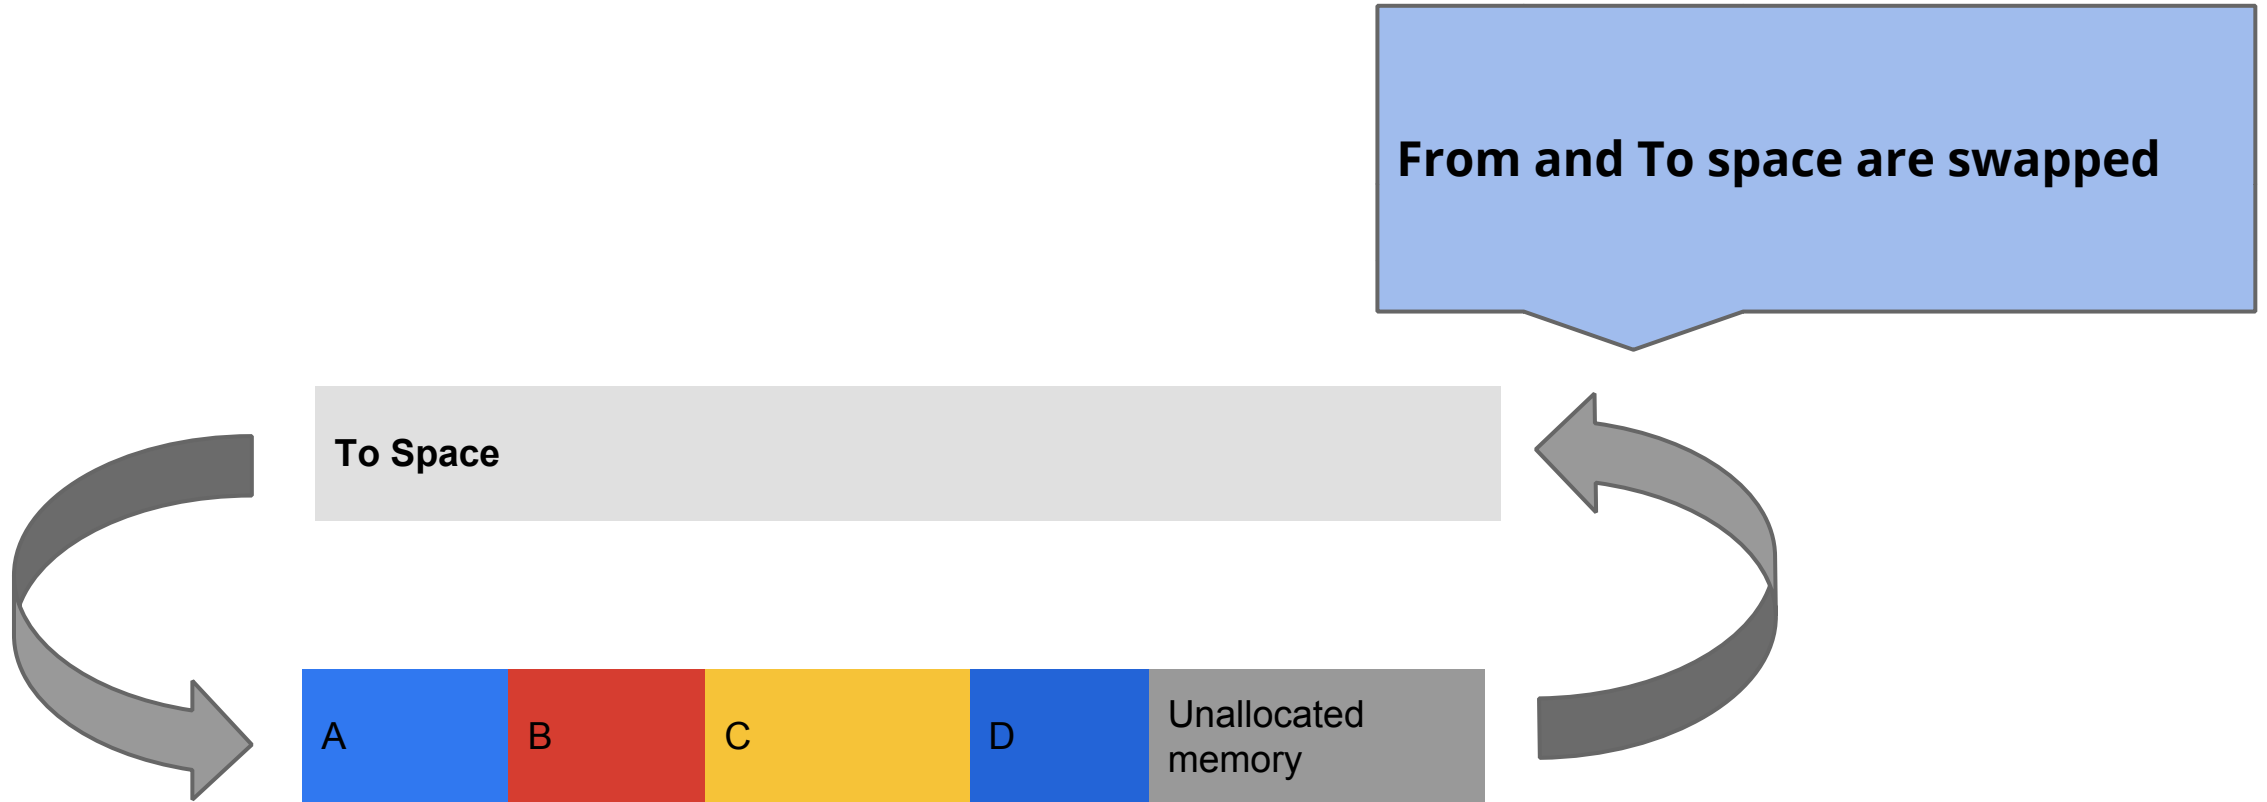 From and To space are swapped
To Space
A
B
C
D
Unallocated
memory